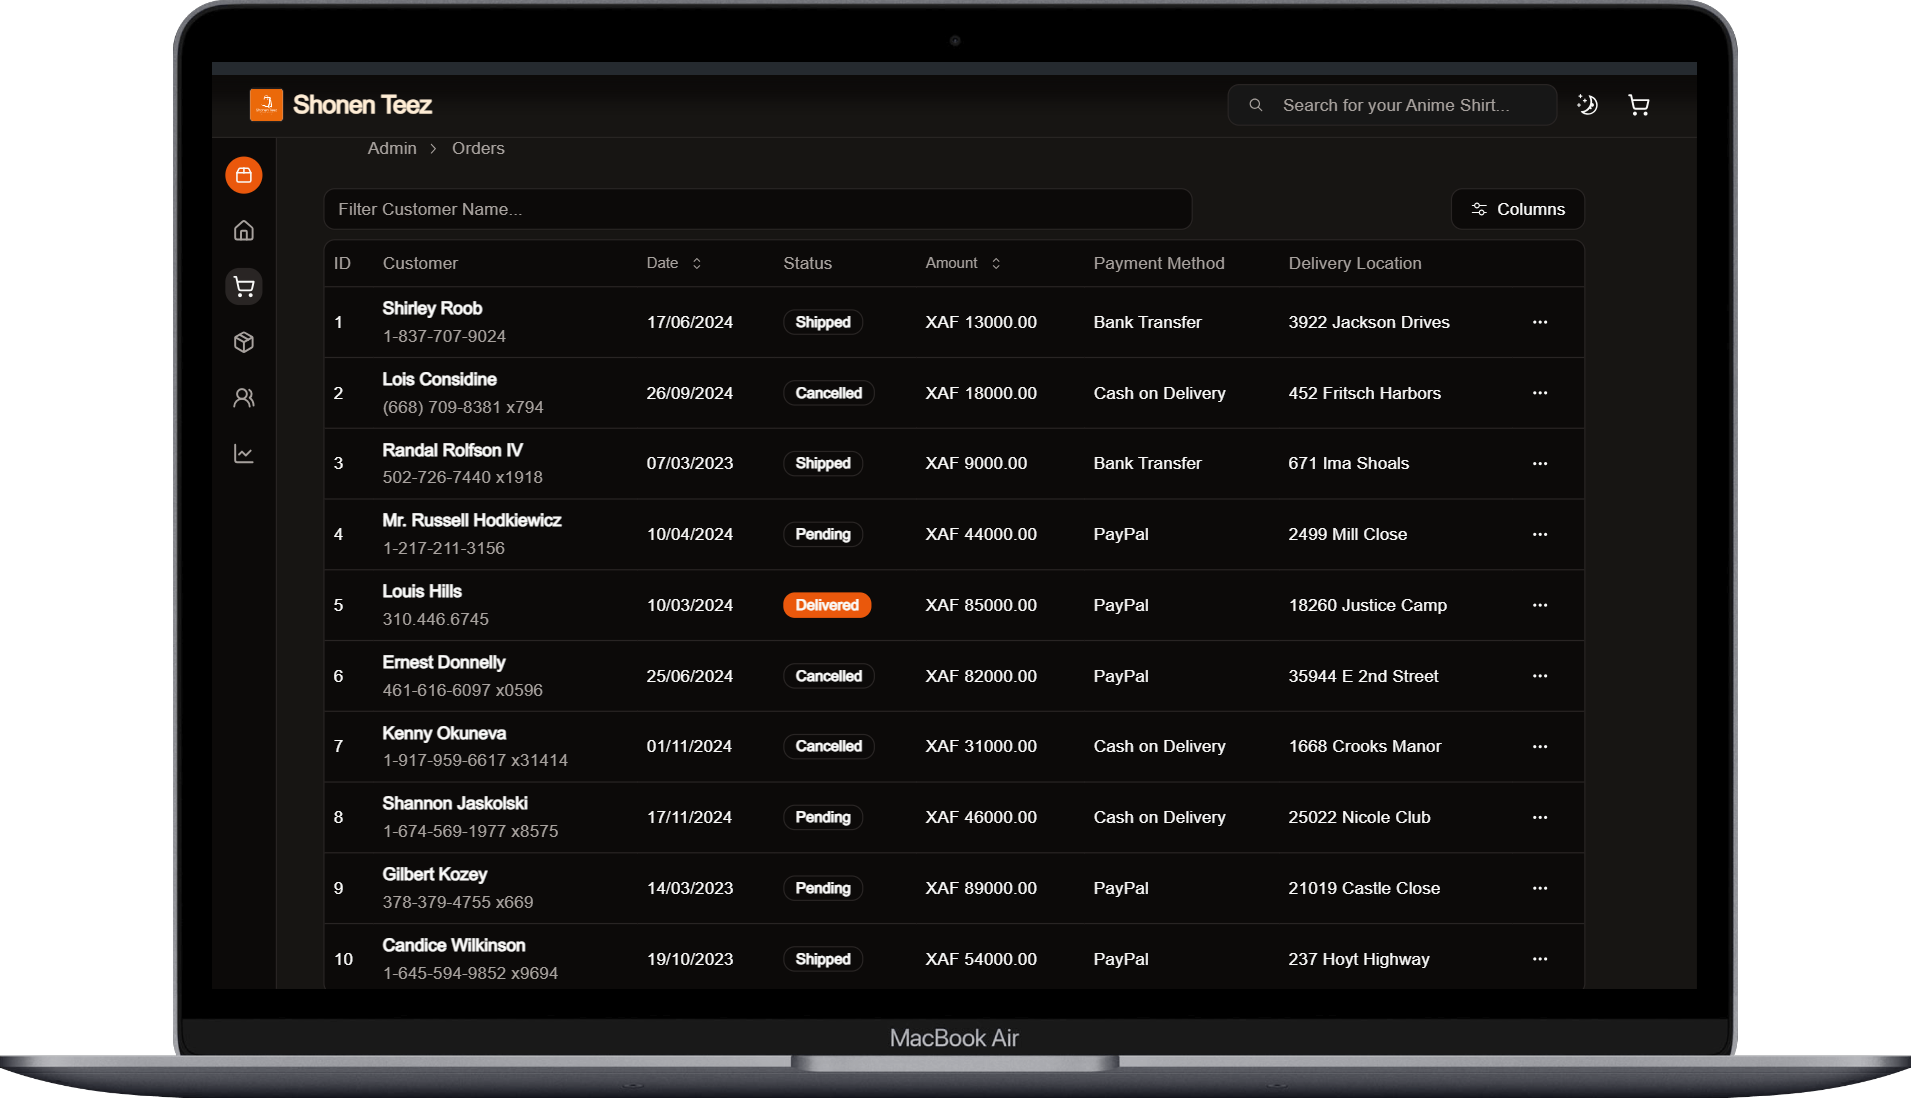 Shonen Teez
Search for your Anime Shirt...
Admin > Orders
Filter Customer Name...
Columns
ID Customer Date Status Amount Payment Method Delivery Location
1 Shirley Roob 17/06/2024 Shipped XAF 13000.00 Bank Transfer 3922 Jackson Drives ...
1-837-707-9024
2 Lois Considine 26/09/2024 Cancelled XAF 18000.00 Cash on Delivery 452 Fritsch Harbors ...
(668) 709-8381 x794
3 Randal Rolfson IV 07/03/2023 Shipped XAF 9000.00 Bank Transfer 671 Ima Shoals ...
502-726-7440 x1918
4 Mr. Russell Hodkiewicz 10/04/2024 Pending XAF 44000.00 PayPal 2499 Mill Close ...
1-217-211-3156
5 Louis Hills 10/03/2024 Delivered XAF 85000.00 PayPal 18260 Justice Camp ...
310.446.6745
6 Ernest Donnelly 25/06/2024 Cancelled XAF 82000.00 PayPal 35944 E 2nd Street ...
461-616-6097 x0596
7 Kenny Okuneva 01/11/2024 Cancelled XAF 31000.00 Cash on Delivery 1668 Crooks Manor ...
1-917-959-6617 x31414
8 Shannon Jaskolski 17/11/2024 Pending XAF 46000.00 Cash on Delivery 25022 Nicole Club ...
1-674-569-1977 x8575
9 Gilbert Kozey 14/03/2023 Pending XAF 89000.00 PayPal 21019 Castle Close ...
378-379-4755 x669
10 Candice Wilkinson 19/10/2023 Shipped XAF 54000.00 PayPal 237 Hoyt Highway ...
1-645-594-9852 x9694
MacBook Air